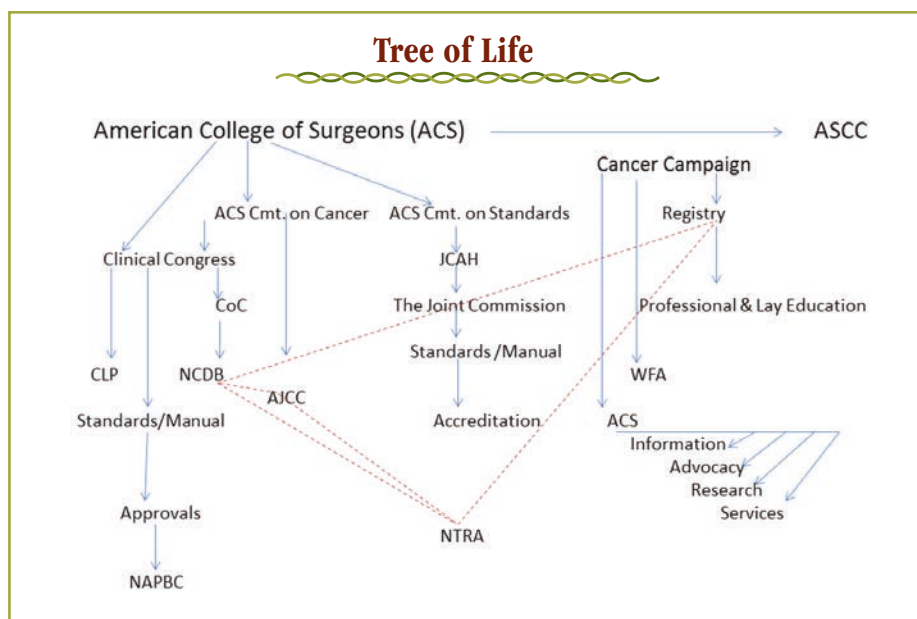 Tree of Life
American College of Surgeons (ACS)
ASCC
Cancer Campaign
ACS Cmt. on Cancer
ACS Cmt. on Standards
Registry
Clinical Congress
JCAH
CoC
The Joint Commission
Professional & Lay Education
Standards /Manual
CLP
NCDB
WFA
AJCC
Standards/Manual
Accreditation
ACS
Information
Advocacy
Research
Services
Approvals
NTRA
NAPBC